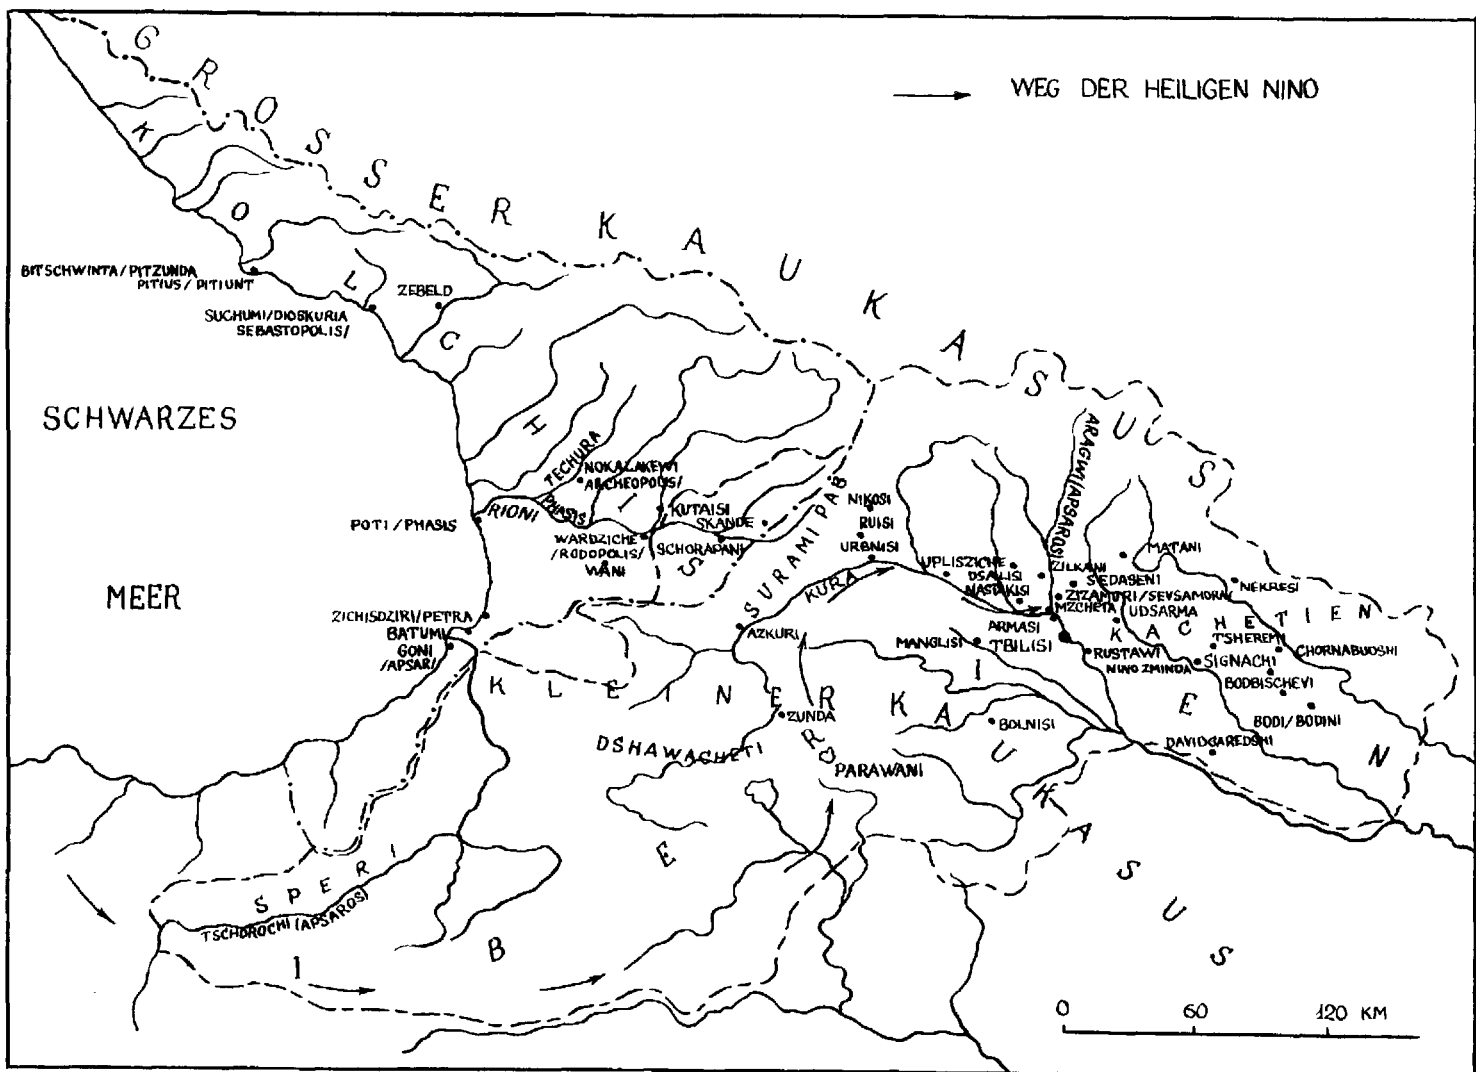 WEG DER HEILIGEN NINO
GROSSER KAUKASUS
KOLCHIS
BITSCHWINTA/PITZUNDA
PITIUS/PITIUNT
SUCHUMI/DIOSKURIA
SEBASTOPOLIS/
ZEBELD
SCHWARZES
MEER
TECHURA
NOKALAKEWI
ARCHEOPOLIS/
POTI/PHASIS
RIONI
PHASIS
KUTAISI
SKANDE
WARDZICHE
/RODOPOLIS/
WANI
SCHORAPANI
SURAMI PAß
NIKOSI
RUISI
URBNISI
KURA
UPLISZICHE
DSALISI
NASTAKISI
ARAGWI/APSAROS/
ZILKANI
SEDASENI
ZIZAMURI/SEVSAMORA/
MZCHETA
UDSARMA
ARMASI
TBILISI
MANGLISI
RUSTAWI
NINOZMINDA
MATANI
NEKRESI
KACHETIEN
TSHEREMI
CHORNABUDSHI
SIGNACHI
BODBISCHEVI
BODI/BODINI
DAVIDGAREDSHI
BOLNISI
ZICHISDZIRI/PETRA
BATUMI
GONI
/APSAR/
AZKURI
KLEINER KAUKASUS
ZUNDA
DSHAWACHETI
PARAWANI
SPERI
TSCHOROCHI (APSAROS)
IBERIEN
0 60 120 KM